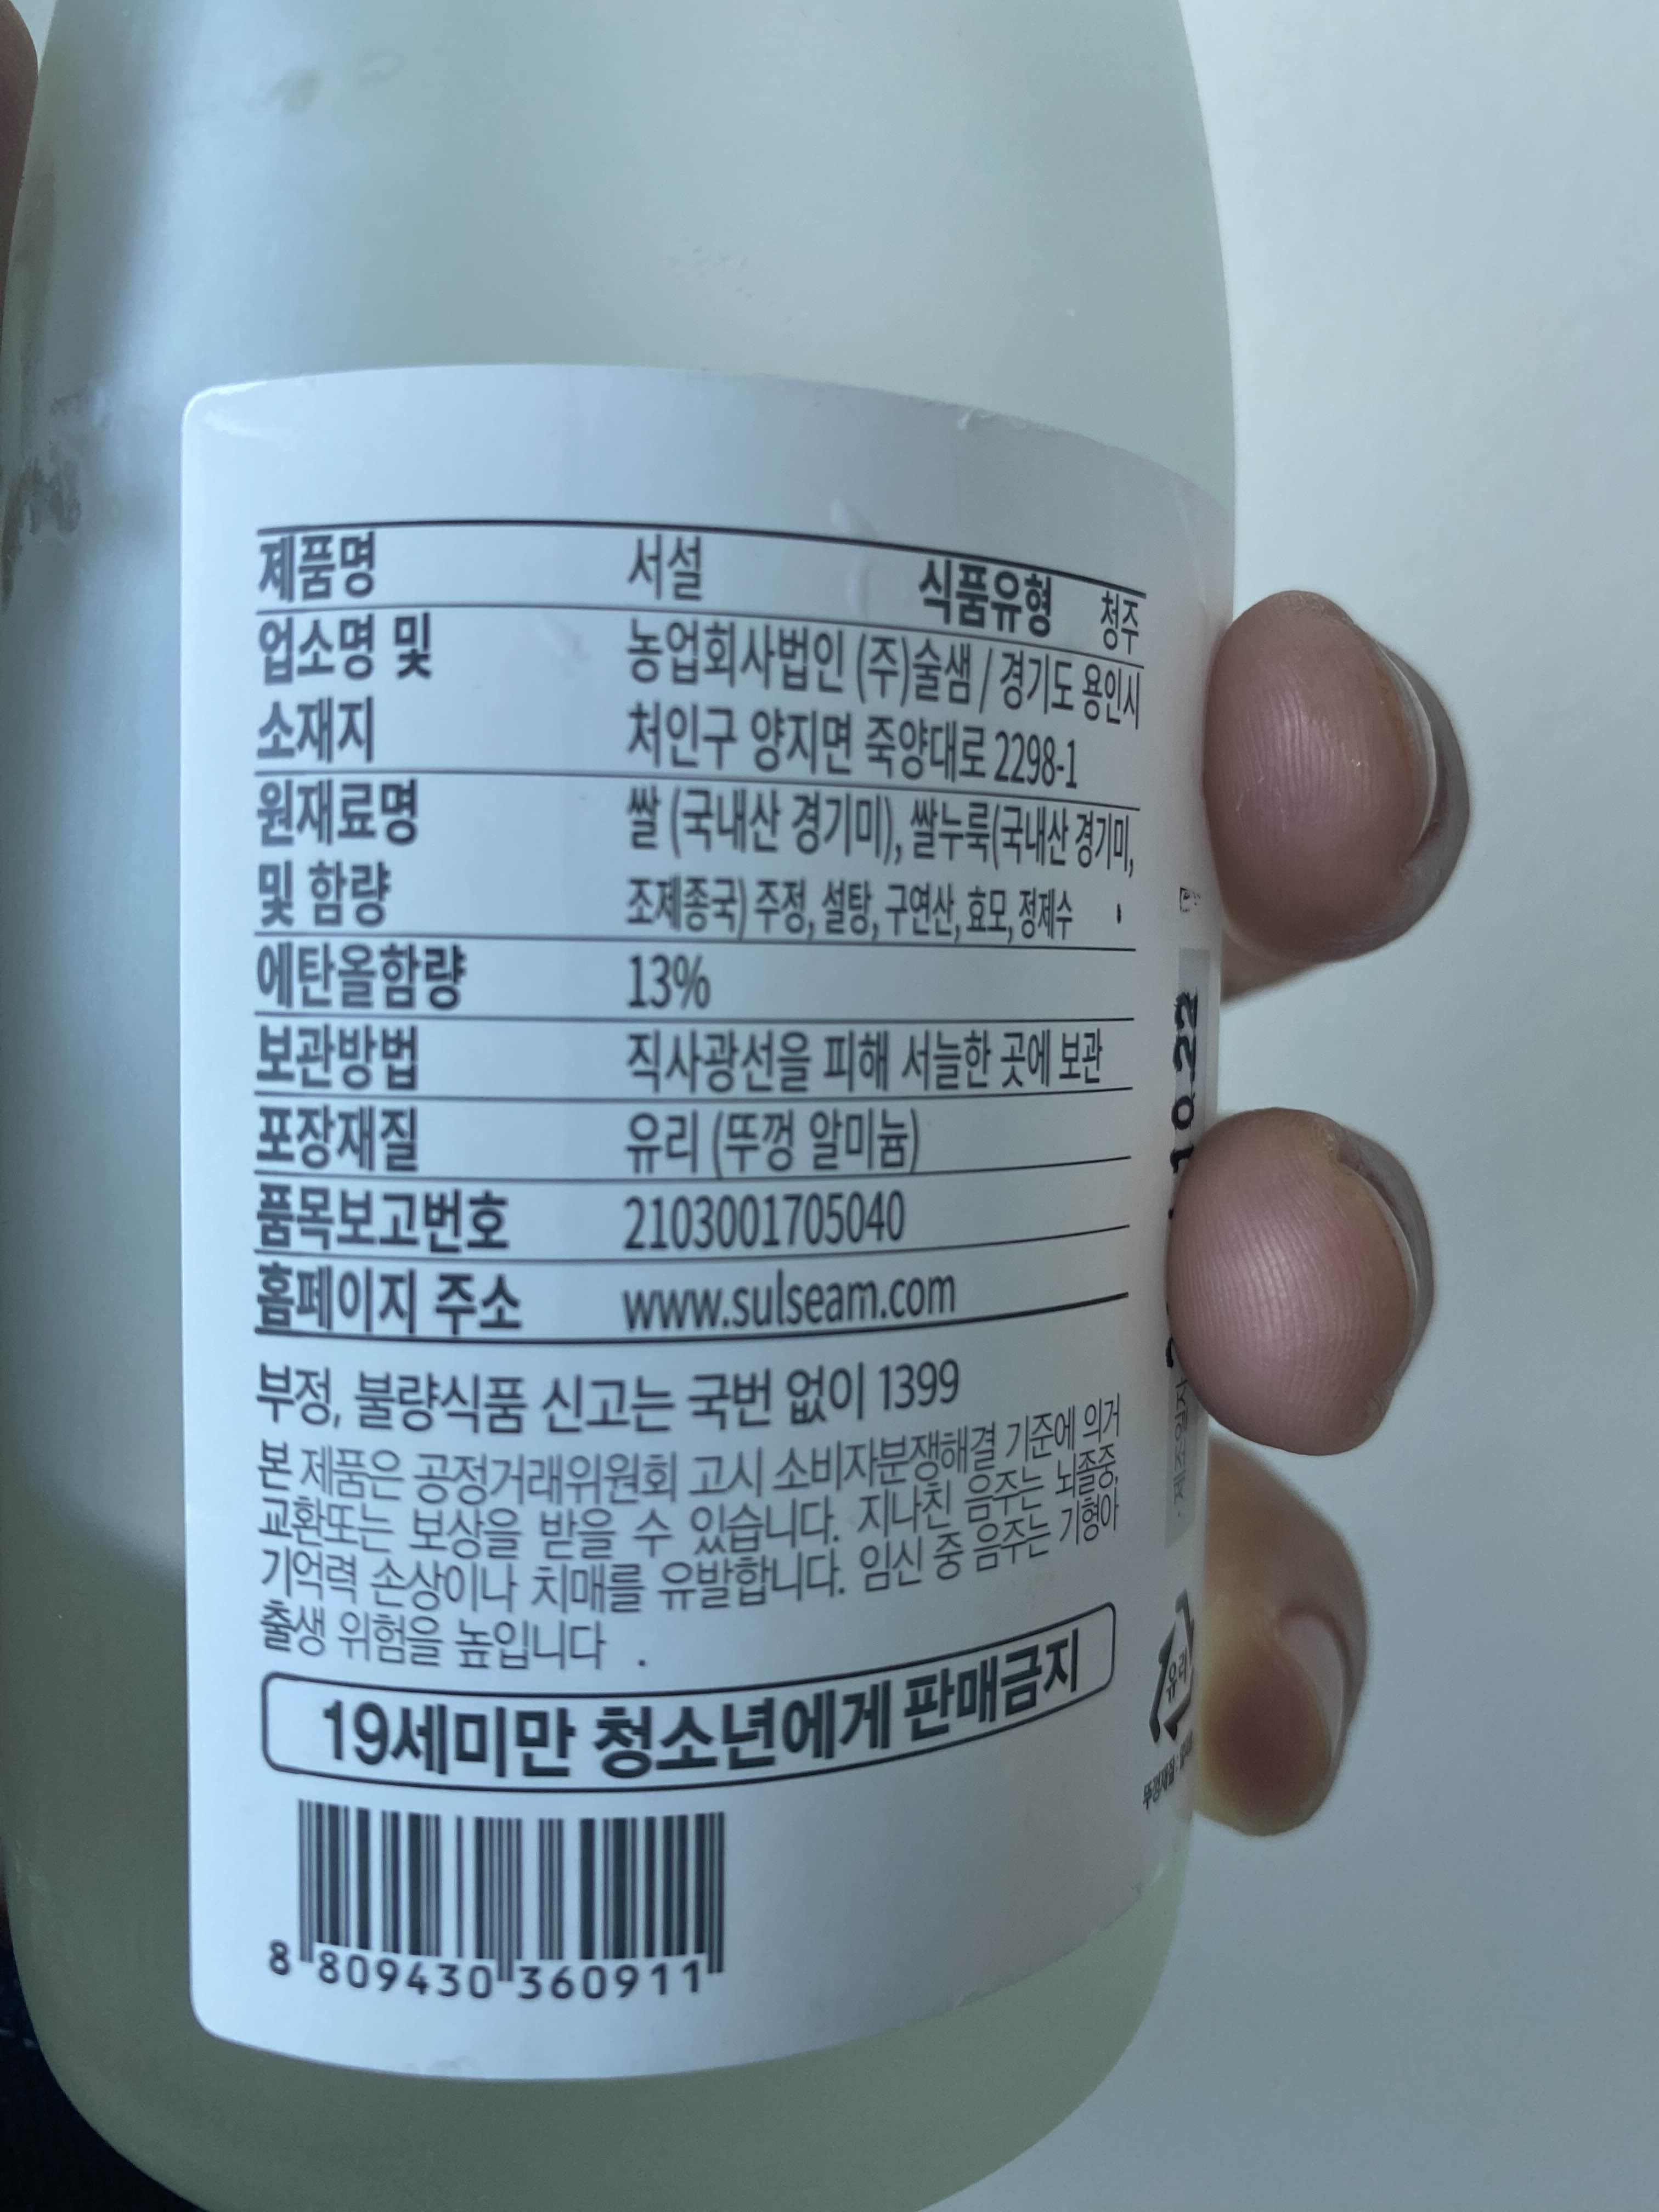 제품명 서설 식품유형 청주
업소명 및 농업회사법인 (주)술샘 / 경기도 용인시
소재지 처인구 양지면 죽양대로 2298-1
원재료명 쌀 (국내산 경기미), 쌀누룩(국내산 경기미,
및 함량 조제종국) 주정, 설탕, 구연산, 효모, 정제수
에탄올함량 13%
보관방법 직사광선을 피해 서늘한 곳에 보관
포장재질 유리 (뚜껑 알미늄)
품목보고번호 2103001705040
홈페이지 주소 www.sulseam.com
부정, 불량식품 신고는 국번 없이 1399
본 제품은 공정거래위원회 고시 소비자분쟁해결 기준에 의거
교환또는 보상을 받을 수 있습니다. 지나친 음주는 뇌졸중,
기억력 손상이나 치매를 유발합니다. 임신 중 음주는 기형아
출생 위험을 높입니다 .
19세미만 청소년에게 판매금지
8 809430 360911
제조일자
10.22
유리
뚜껑재질: